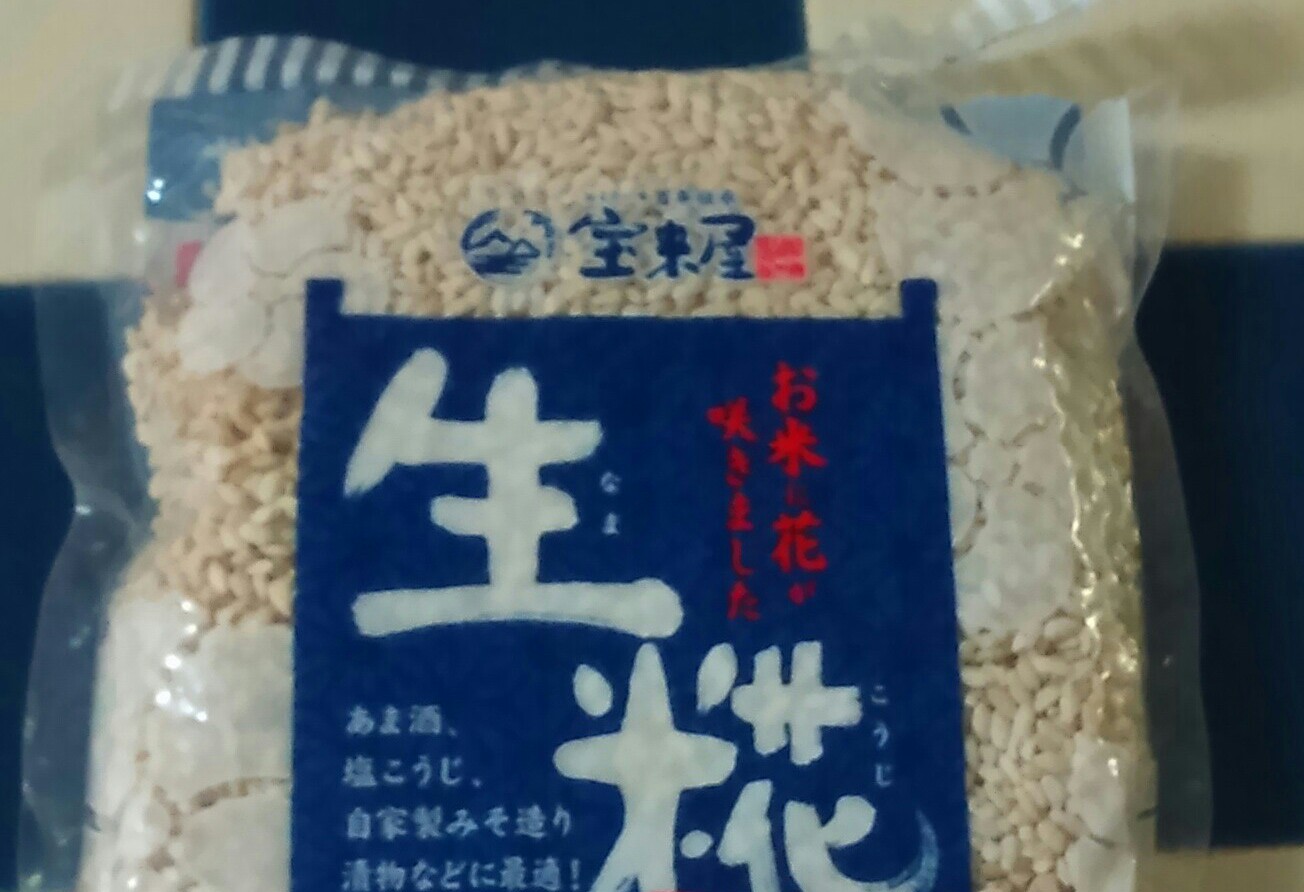 宝来屋
お米に花が
咲きました
生
なま
糀
こうじ
あま酒、
塩こうじ、
自家製みそ造り
漬物などに最適!